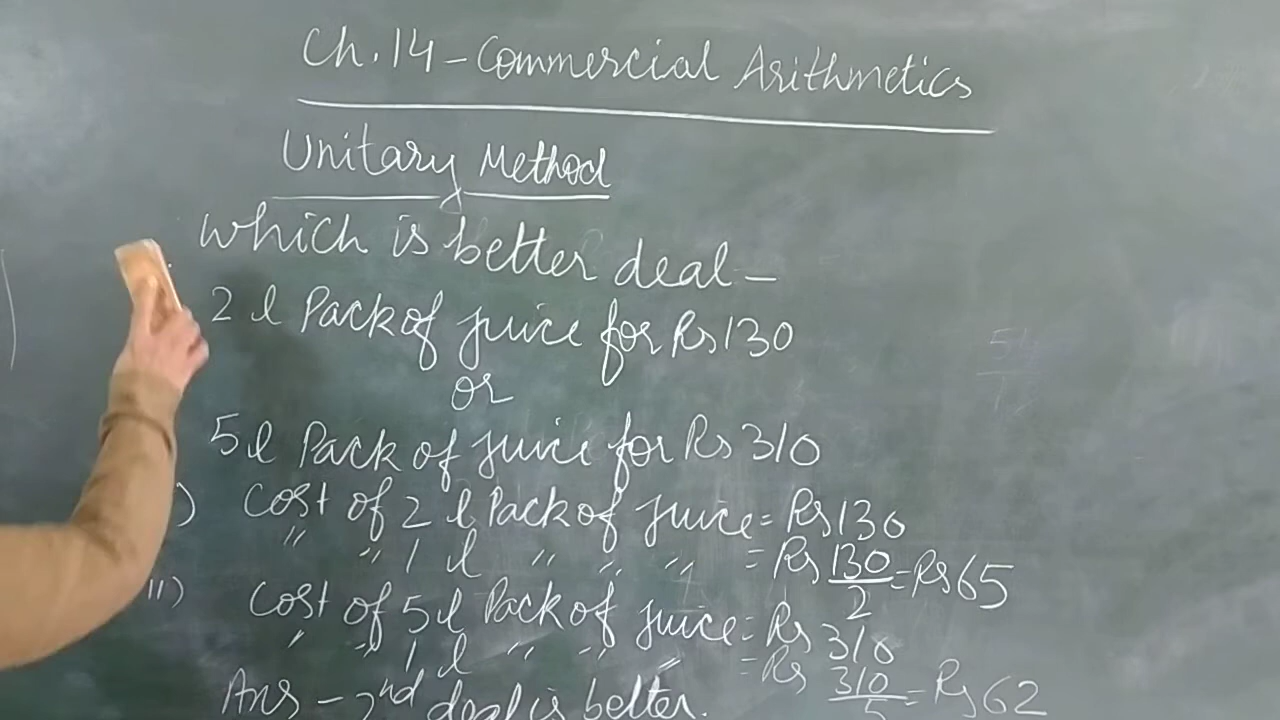 Ch.14-Commercial Arithmetics
Unitary Method
which is better deal-
2 l Pack of juice for Rs 130
or
5 l Pack of juice for Rs 310
) Cost of 2 l Pack of juice = Rs 130
" " 1 l " " " = Rs 130/2 = Rs 65
11) Cost of 5 l Pack of juice = Rs 310
" " 1 l " " " = Rs 310/5 = Rs 62
Ans - 2nd deal is better.